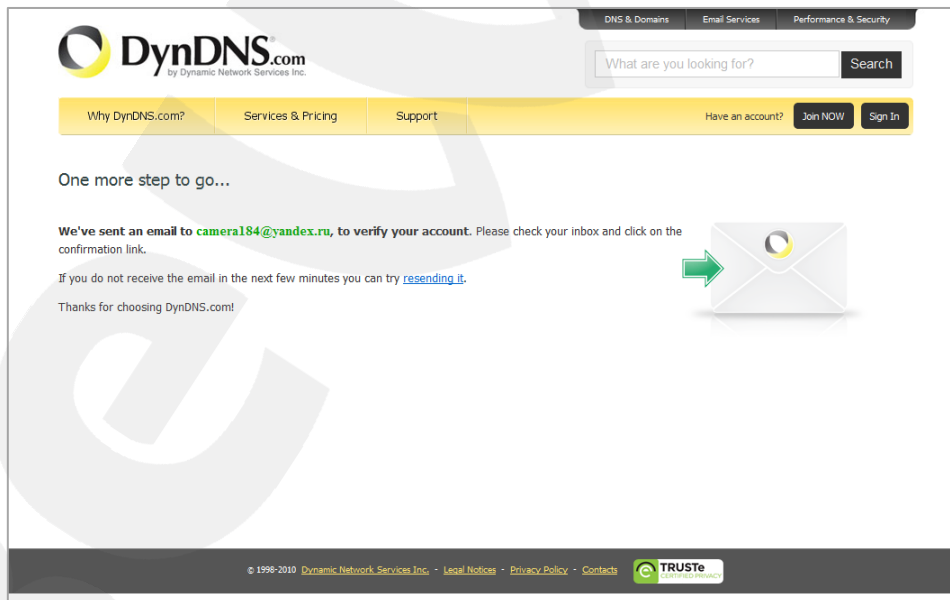 DNS & Domains Email Services Performance & Security
DynDNS.com
by Dynamic Network Services Inc.
What are you looking for? Search
Why DynDNS.com? Services & Pricing Support Have an account? Join NOW Sign In
One more step to go...
We've sent an email to camera184@yandex.ru, to verify your account. Please check your inbox and click on the
confirmation link.
If you do not receive the email in the next few minutes you can try resending it.
Thanks for choosing DynDNS.com!
© 1998-2010 Dynamic Network Services Inc. - Legal Notices - Privacy Policy - Contacts
TRUSTe
CERTIFIED PRIVACY